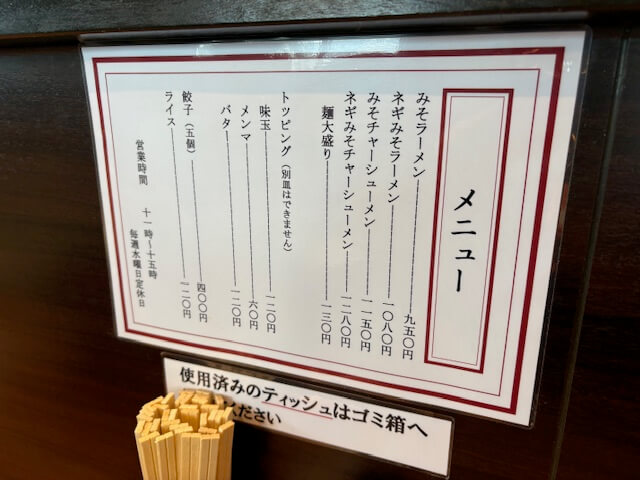 メニュー
みそラーメン 九五〇円
ネギみそラーメン 一〇八〇円
みそチャーシューメン 一一五〇円
ネギみそチャーシューメン 一二八〇円
麺大盛り 一三〇円
トッピング（別皿はできません）
味玉 一二〇円
メンマ 六〇円
バター 一二〇円
餃子（五個） 四〇〇円
ライス 一二〇円
営業時間 十一時〜十五時
毎週水曜日定休日
使用済みのティッシュはゴミ箱へ
ください